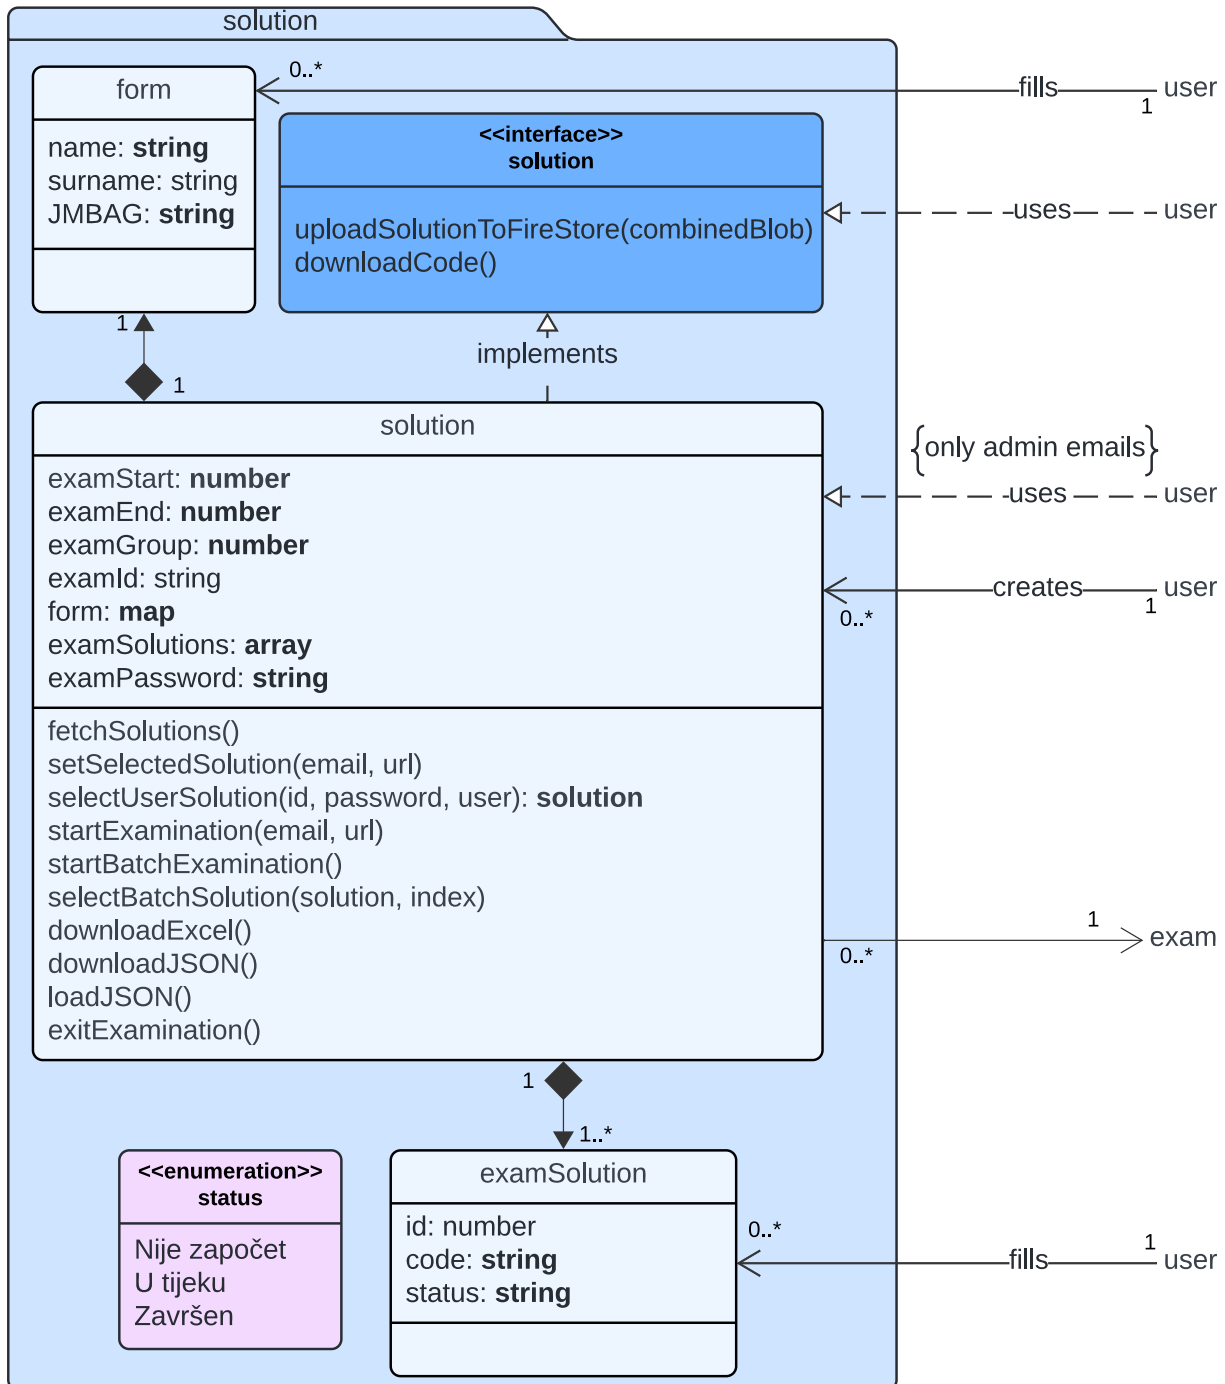 solution
form
name: string
surname: string
JMBAG: string
0..*
fills
1
user
<<interface>>
solution
uploadSolutionToFireStore(combinedBlob)
downloadCode()
uses
user
1
1
implements
solution
examStart: number
examEnd: number
examGroup: number
examId: string
form: map
examSolutions: array
examPassword: string
fetchSolutions()
setSelectedSolution(email, url)
selectUserSolution(id, password, user): solution
startExamination(email, url)
startBatchExamination()
selectBatchSolution(solution, index)
downloadExcel()
downloadJSON()
loadJSON()
exitExamination()
{only admin emails}
uses
user
creates
user
0..*
1
1
exam
0..*
1
1..*
<<enumeration>>
status
Nije započet
U tijeku
Završen
examSolution
id: number
code: string
status: string
0..*
fills
1
user